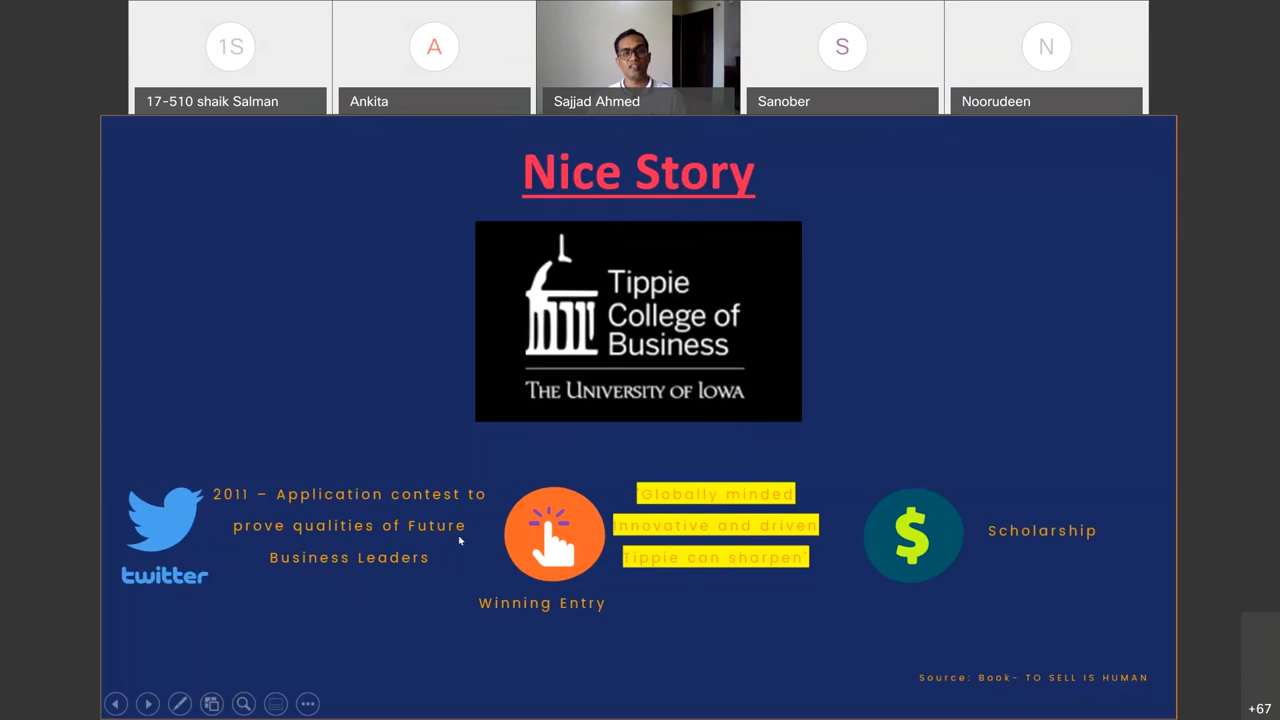 1S
A
S
N
17-510 shaik Salman
Ankita
Sajjad Ahmed
Sanober
Noorudeen
Nice Story
Tippie
College of
Business
THE UNIVERSITY OF IOWA
2011 – Application contest to
prove qualities of Future
Business Leaders
twitter
Winning Entry
"Globally minded
innovative and driven
Tippie can sharpen"
$
Scholarship
Source: Book- TO SELL IS HUMAN
+67